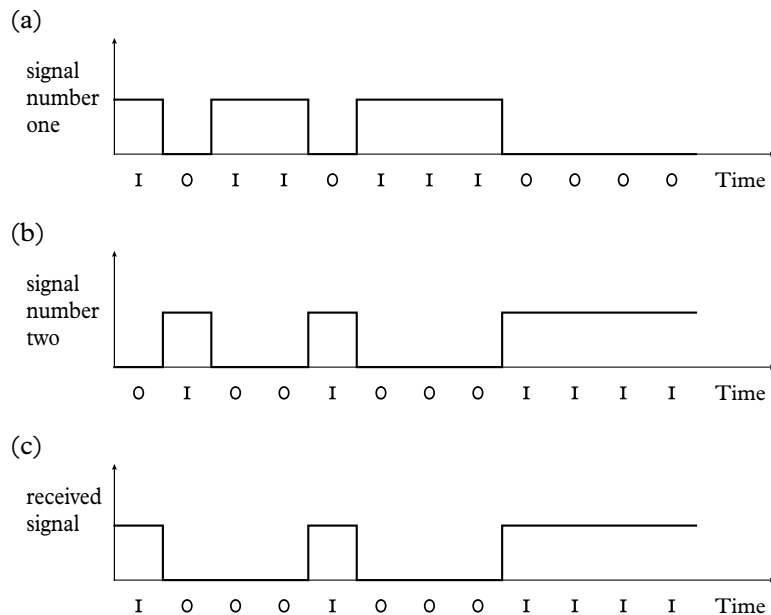 (a)
signal
number
one
I O I I O I I I O O O O Time
(b)
signal
number
two
O I O O I O O O I I I I Time
(c)
received
signal
I O O O I O O O I I I I Time